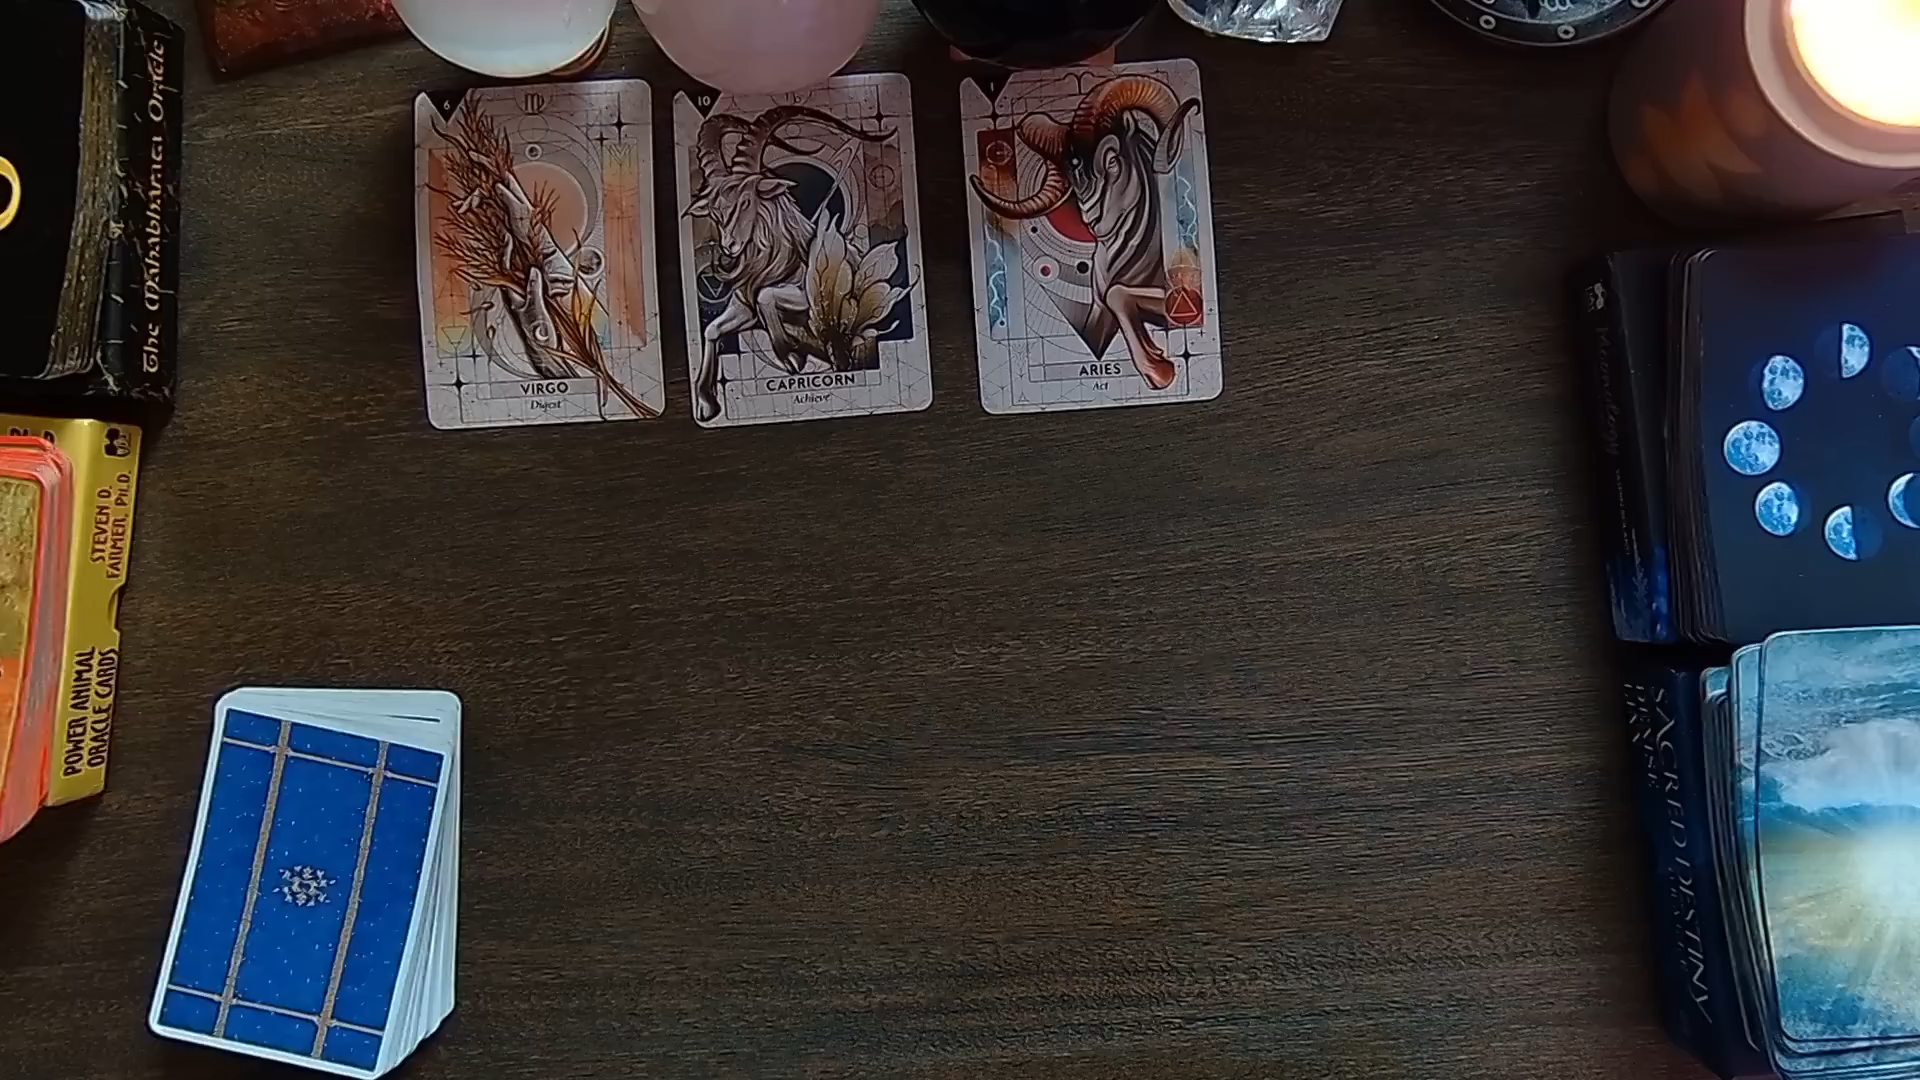 The Mahabharata Oracle
STEVEN D.
FARMER, PH.D.
POWER ANIMAL
ORACLE CARDS
6
VIRGO
Digest
10
CAPRICORN
Achieve
1
ARIES
Act
Moonology
SACRED DESTINY